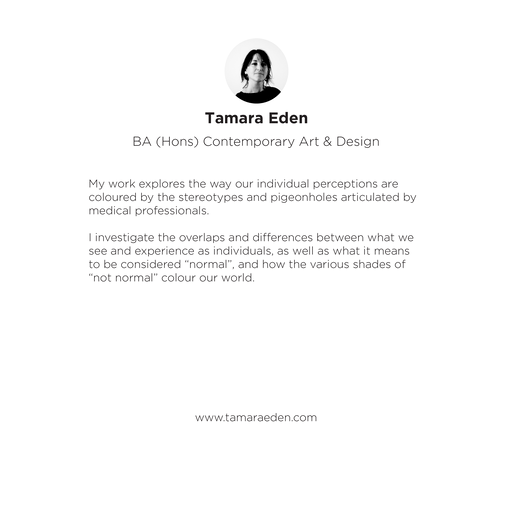 Tamara Eden
BA (Hons) Contemporary Art & Design
My work explores the way our individual perceptions are
coloured by the stereotypes and pigeonholes articulated by
medical professionals.
I investigate the overlaps and differences between what we
see and experience as individuals, as well as what it means
to be considered “normal”, and how the various shades of
“not normal” colour our world.
www.tamaraeden.com